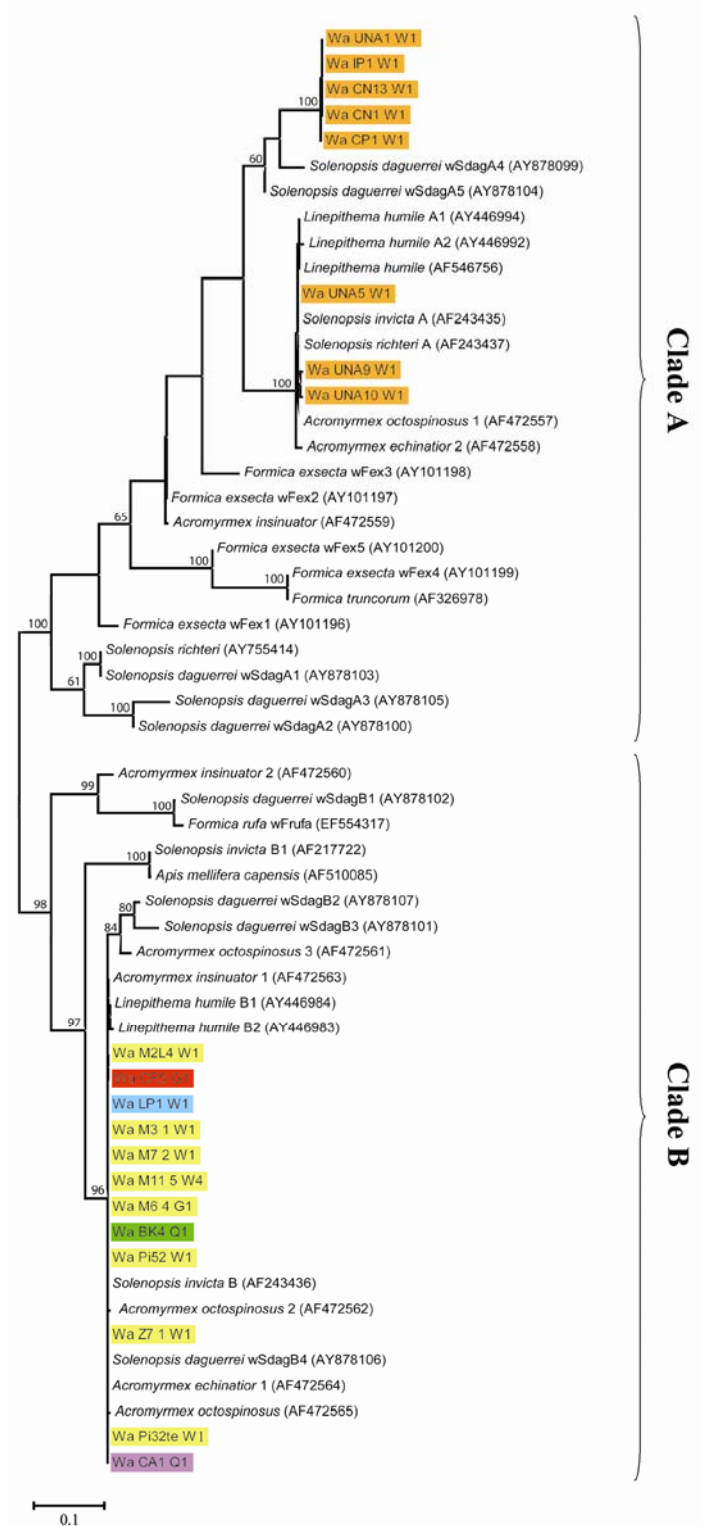 Wa UNA1 W1
Wa IP1 W1
Wa CN13 W1
Wa CN1 W1
100
Wa CP1 W1
60
Solenopsis daguerrei wSdagA4 (AY878099)
Solenopsis daguerrei wSdagA5 (AY878104)
Linepithema humile A1 (AY446994)
Linepithema humile A2 (AY446992)
Linepithema humile (AF546756)
Wa UNA5 W1
Solenopsis invicta A (AF243435)
Solenopsis richteri A (AF243437)
Wa UNA9 W1
100
Wa UNA10 W1
Acromyrmex octospinosus 1 (AF472557)
Acromyrmex echinatior 2 (AF472558)
Formica exsecta wFex3 (AY101198)
Formica exsecta wFex2 (AY101197)
65
Acromyrmex insinuator (AF472559)
Formica exsecta wFex5 (AY101200)
100
Formica exsecta wFex4 (AY101199)
100
Formica truncorum (AF326978)
Formica exsecta wFex1 (AY101196)
100
Solenopsis richteri (AY755414)
100
Solenopsis daguerrei wSdagA1 (AY878103)
61
Solenopsis daguerrei wSdagA3 (AY878105)
100
Solenopsis daguerrei wSdagA2 (AY878100)
Clade A
Acromyrmex insinuator 2 (AF472560)
99
Solenopsis daguerrei wSdagB1 (AY878102)
100
Formica rufa wFrufa (EF554317)
Solenopsis invicta B1 (AF217722)
100
Apis mellifera capensis (AF510085)
Solenopsis daguerrei wSdagB2 (AY878107)
80
98
Solenopsis daguerrei wSdagB3 (AY878101)
84
Acromyrmex octospinosus 3 (AF472561)
Acromyrmex insinuator 1 (AF472563)
Linepithema humile B1 (AY446984)
97
Linepithema humile B2 (AY446983)
Wa M2L4 W1
Wa LP1 W1
Wa M3 1 W1
Wa M7 2 W1
Wa M11 5 W4
96
Wa M6 4 G1
Wa BK4 Q1
Wa Pi52 W1
Solenopsis invicta B (AF243436)
Acromyrmex octospinosus 2 (AF472562)
Wa Z7 1 W1
Solenopsis daguerrei wSdagB4 (AY878106)
Acromyrmex echinatior 1 (AF472564)
Acromyrmex octospinosus (AF472565)
Wa Pi32te W1
Wa CA1 Q1
Clade B
0.1